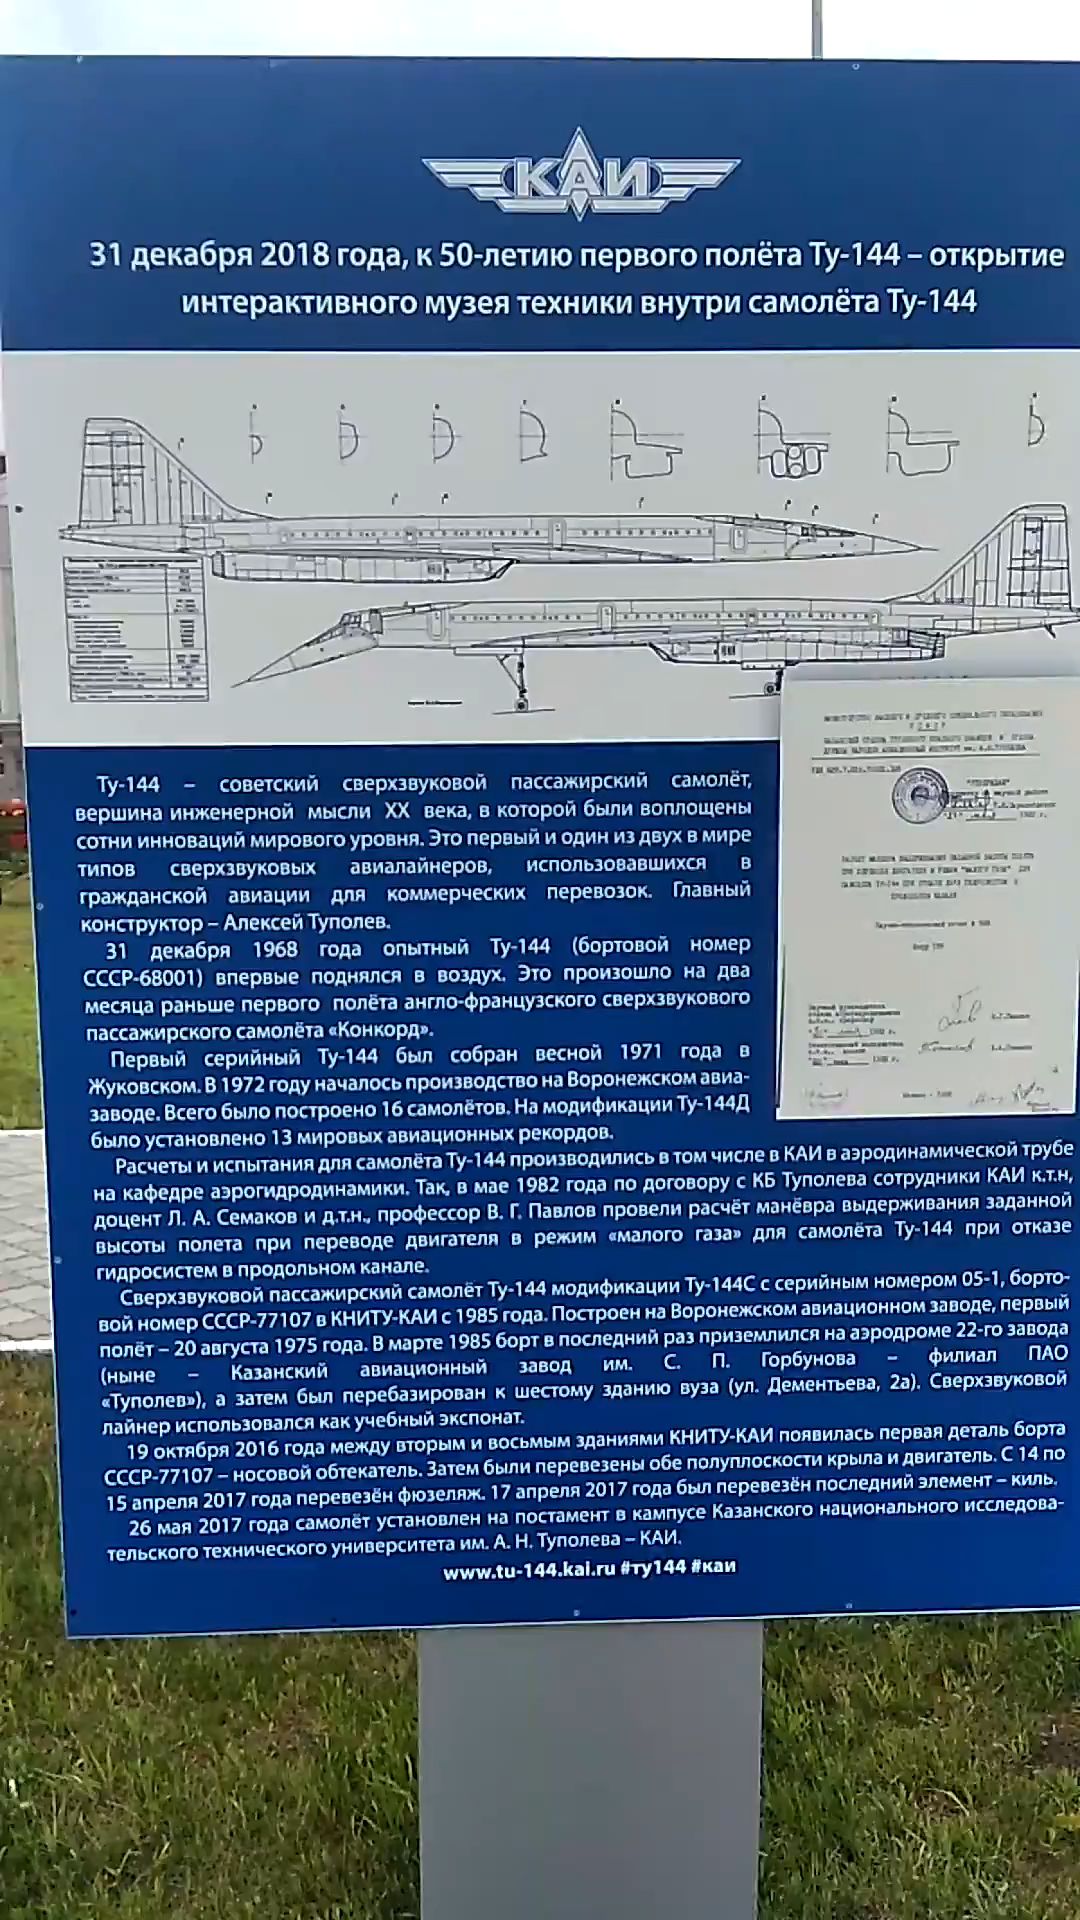 КАИ
31 декабря 2018 года, к 50-летию первого полёта Ту-144 – открытие
интерактивного музея техники внутри самолёта Ту-144
Ту-144 – советский сверхзвуковой пассажирский самолёт,
вершина инженерной мысли XX века, в которой были воплощены
сотни инноваций мирового уровня. Это первый и один из двух в мире
типов сверхзвуковых авиалайнеров, использовавшихся в
гражданской авиации для коммерческих перевозок. Главный
конструктор – Алексей Туполев.
31 декабря 1968 года опытный Ту-144 (бортовой номер
СССР-68001) впервые поднялся в воздух. Это произошло на два
месяца раньше первого полёта англо-французского сверхзвукового
пассажирского самолёта «Конкорд».
Первый серийный Ту-144 был собран весной 1971 года в
Жуковском. В 1972 году началось производство на Воронежском авиа-
заводе. Всего было построено 16 самолётов. На модификации Ту-144Д
было установлено 13 мировых авиационных рекордов.
Расчеты и испытания для самолёта Ту-144 производились в том числе в КАИ в аэродинамической трубе
на кафедре аэрогидродинамики. Так, в мае 1982 года по договору с КБ Туполева сотрудники КАИ к.т.н,
доцент Л. А. Семаков и д.т.н., профессор В. Г. Павлов провели расчёт манёвра выдерживания заданной
высоты полета при переводе двигателя в режим «малого газа» для самолёта Ту-144 при отказе
гидросистем в продольном канале.
Сверхзвуковой пассажирский самолёт Ту-144 модификации Ту-144С с серийным номером 05-1, борто-
вой номер СССР-77107 в КНИТУ-КАИ с 1985 года. Построен на Воронежском авиационном заводе, первый
полёт – 20 августа 1975 года. В марте 1985 борт в последний раз приземлился на аэродроме 22-го завода
(ныне – Казанский авиационный завод им. С. П. Горбунова – филиал ПАО
«Туполев»), а затем был перебазирован к шестому зданию вуза (ул. Дементьева, 2а). Сверхзвуковой
лайнер использовался как учебный экспонат.
19 октября 2016 года между вторым и восьмым зданиями КНИТУ-КАИ появилась первая деталь борта
СССР-77107 – носовой обтекатель. Затем были перевезены обе полуплоскости крыла и двигатель. С 14 по
15 апреля 2017 года перевезён фюзеляж. 17 апреля 2017 года был перевезён последний элемент – киль.
26 мая 2017 года самолёт установлен на постамент в кампусе Казанского национального исследова-
тельского технического университета им. А. Н. Туполева – КАИ.
www.tu-144.kai.ru #ту144 #каи